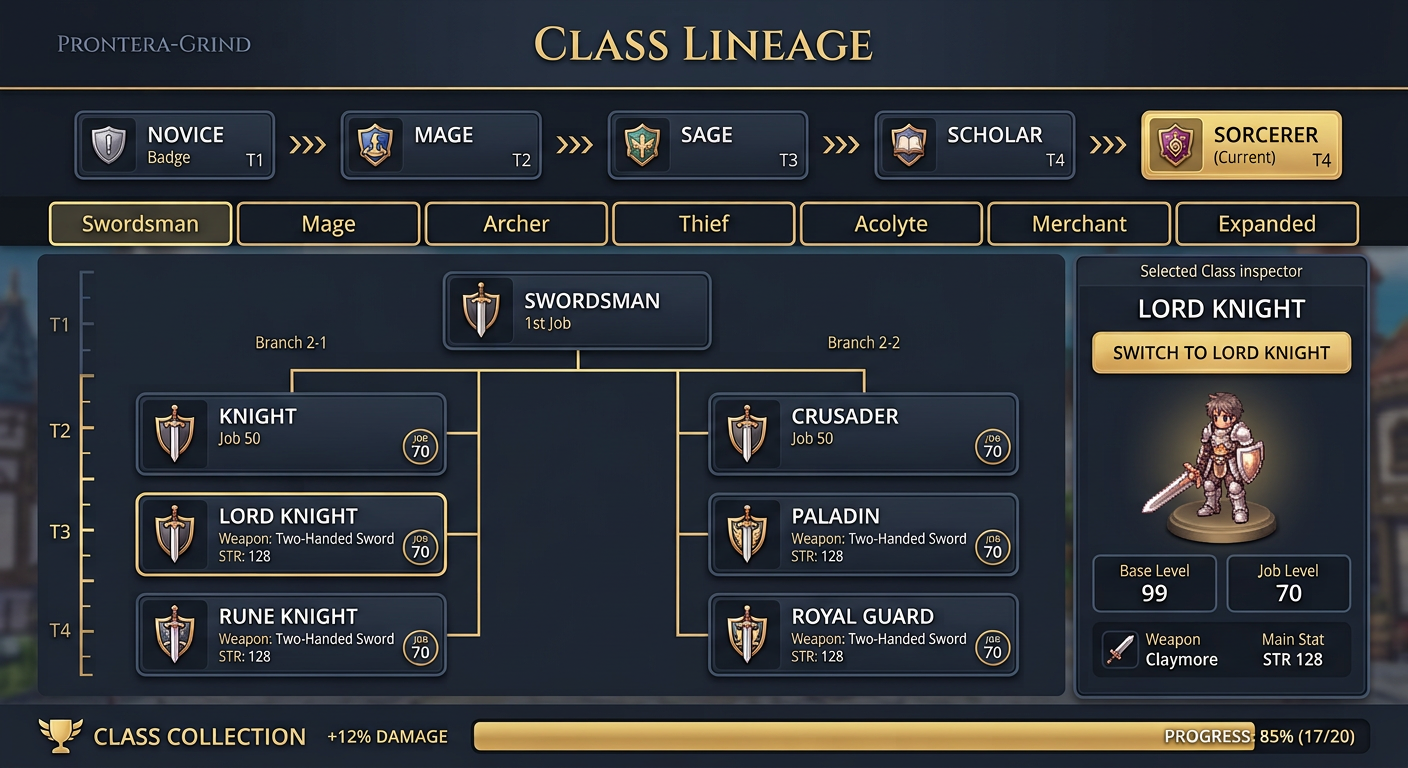 PRONTERA-GRIND
CLASS LINEAGE
NOVICE
Badge
T1
MAGE
T2
SAGE
T3
SCHOLAR
T4
SORCERER
(Current)
T4
Swordsman
Mage
Archer
Thief
Acolyte
Merchant
Expanded
T1
T2
T3
T4
SWORDSMAN
1st Job
Branch 2-1
Branch 2-2
KNIGHT
Job 50
JOB
70
CRUSADER
Job 50
JOB
70
LORD KNIGHT
Weapon: Two-Handed Sword
STR: 128
JOB
70
PALADIN
Weapon: Two-Handed Sword
STR: 128
JOB
70
RUNE KNIGHT
Weapon: Two-Handed Sword
STR: 128
JOB
70
ROYAL GUARD
Weapon: Two-Handed Sword
STR: 128
JOB
70
Selected Class inspector
LORD KNIGHT
SWITCH TO LORD KNIGHT
Base Level
99
Job Level
70
Weapon
Claymore
Main Stat
STR 128
CLASS COLLECTION
+12% DAMAGE
PROGRESS: 85% (17/20)